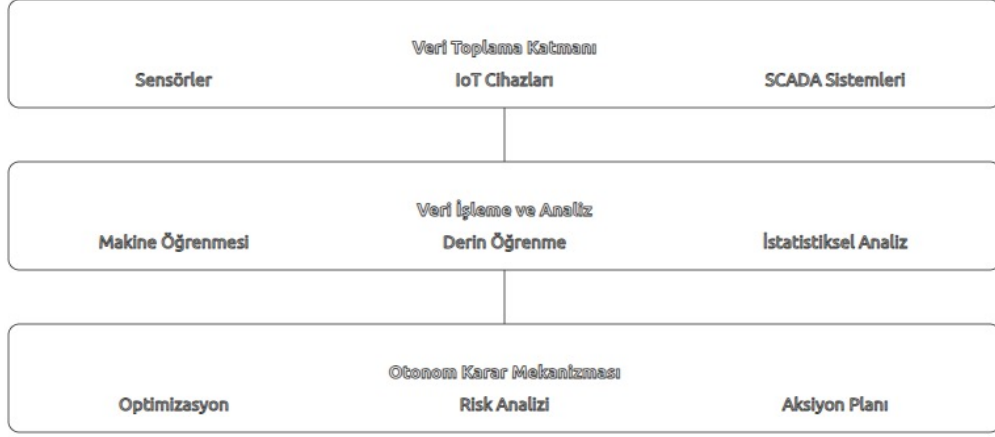 Veri Toplama Katmanı
Sensörler IoT Cihazları SCADA Sistemleri
Veri İşleme ve Analiz
Makine Öğrenmesi Derin Öğrenme İstatistiksel Analiz
Otonom Karar Mekanizması
Optimizasyon Risk Analizi Aksiyon Planı